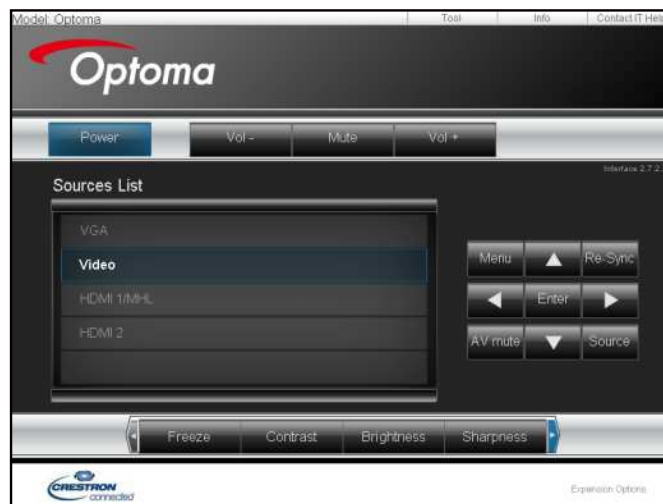 Model: Optoma
Tool
Info
Contact IT Hel
Optoma
Power
Vol -
Mute
Vol +
Interface 2.7.2.
Sources List
VGA
Video
HDMI 1/MHL
HDMI 2
Menu
Re-Sync
Enter
AV mute
Source
Freeze
Contrast
Brightness
Sharpness
CRESTRON
connected
Expansion Options